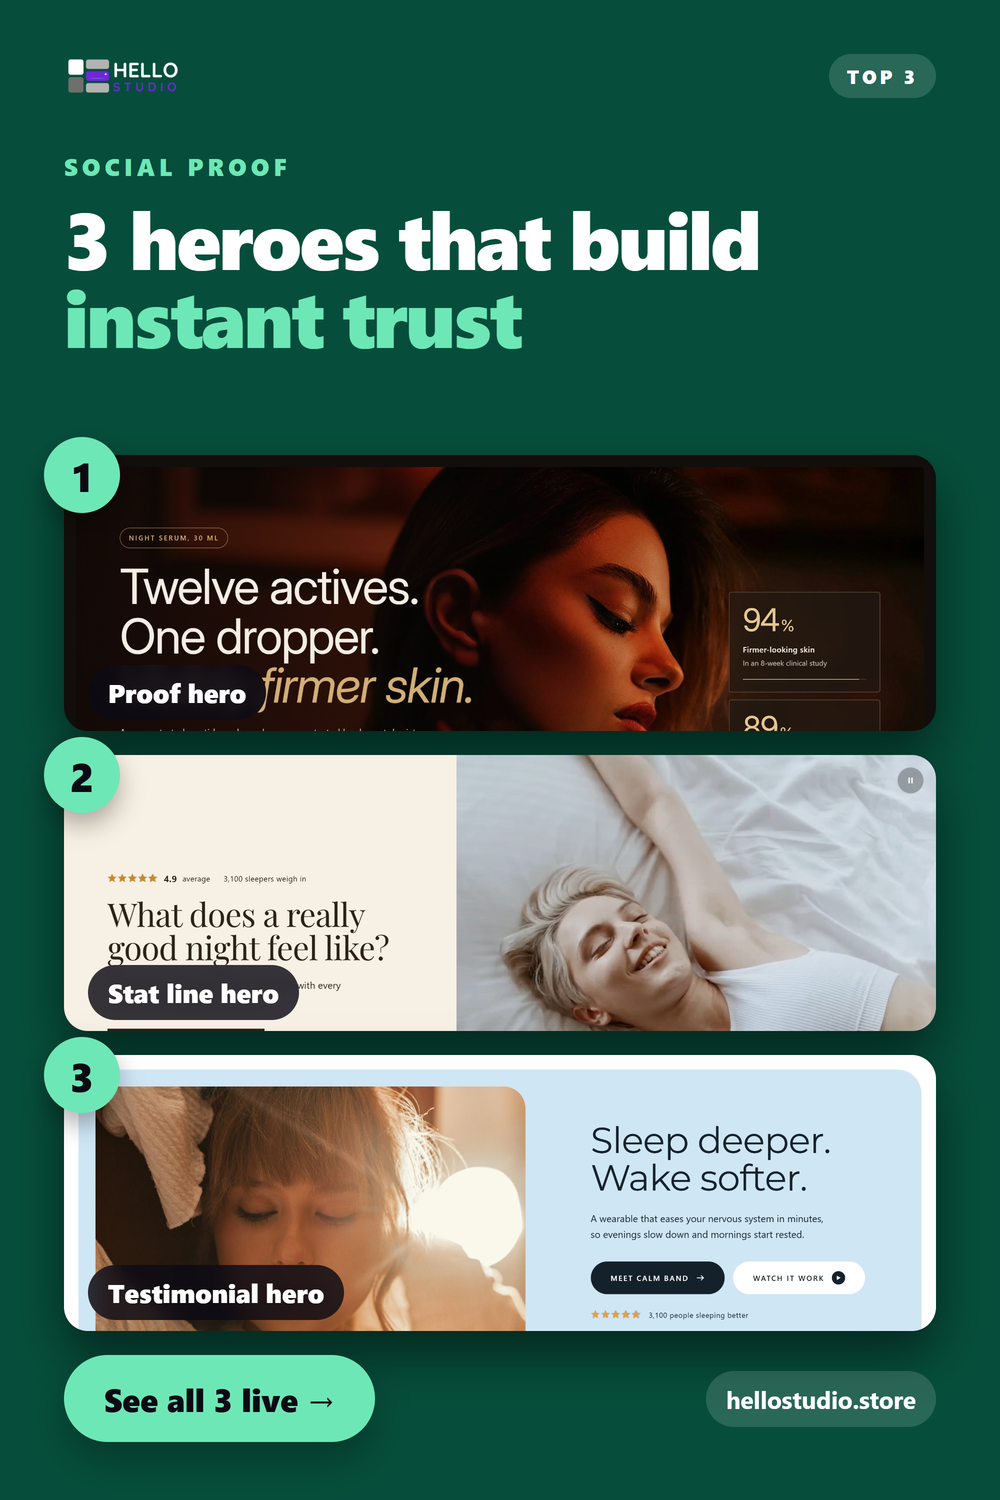 HELLO
STUDIO
TOP 3
SOCIAL PROOF
3 heroes that build
instant trust
1
NIGHT SERUM, 30 ML
Twelve actives.
One dropper.
firmer skin.
Proof hero
94%
Firmer-looking skin
In an 8-week clinical study
89%
2
4.9 average 3,100 sleepers weigh in
What does a really
good night feel like?
with every
Stat line hero
3
Sleep deeper.
Wake softer.
A wearable that eases your nervous system in minutes,
so evenings slow down and mornings start rested.
MEET CALM BAND →
WATCH IT WORK
3,100 people sleeping better
Testimonial hero
See all 3 live →
hellostudio.store